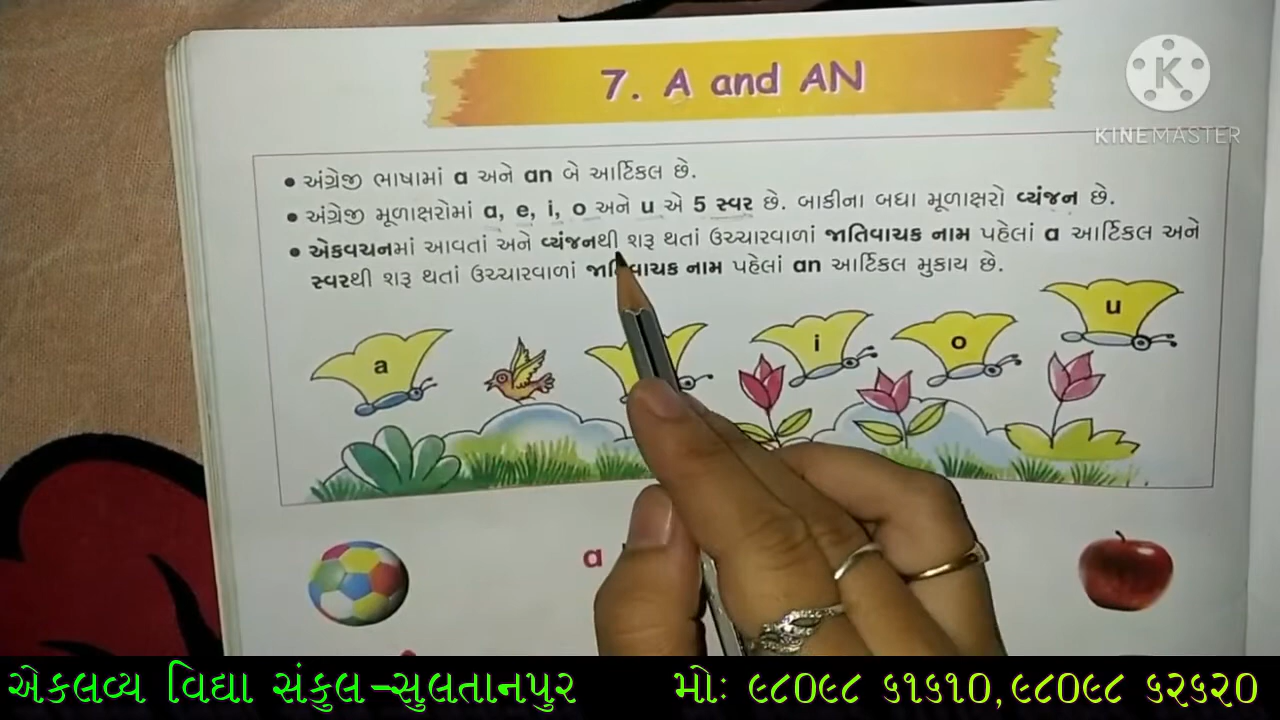 7. A and AN
KINEMASTER
• અંગ્રેજી ભાષામાં a અને an બે આર્ટિકલ છે.
• અંગ્રેજી મૂળાક્ષરોમાં a, e, i, o અને u એ 5 સ્વર છે. બાકીના બધા મૂળાક્ષરો વ્યંજન છે.
• એકવચનમાં આવતાં અને વ્યંજનથી શરૂ થતાં ઉચ્ચારવાળાં જાતિવાચક નામ પહેલાં a આર્ટિકલ અને
સ્વરથી શરૂ થતાં ઉચ્ચારવાળાં જાતિવાચક નામ પહેલાં an આર્ટિકલ મુકાય છે.
a i o u
a
એકલવ્ય વિદ્યા સંકુલ-સુલતાનપુર મોઃ ૯૮૦૯૮ ૬૧૬૧૦,૯૮૦૯૮ ૬૨૬૨૦